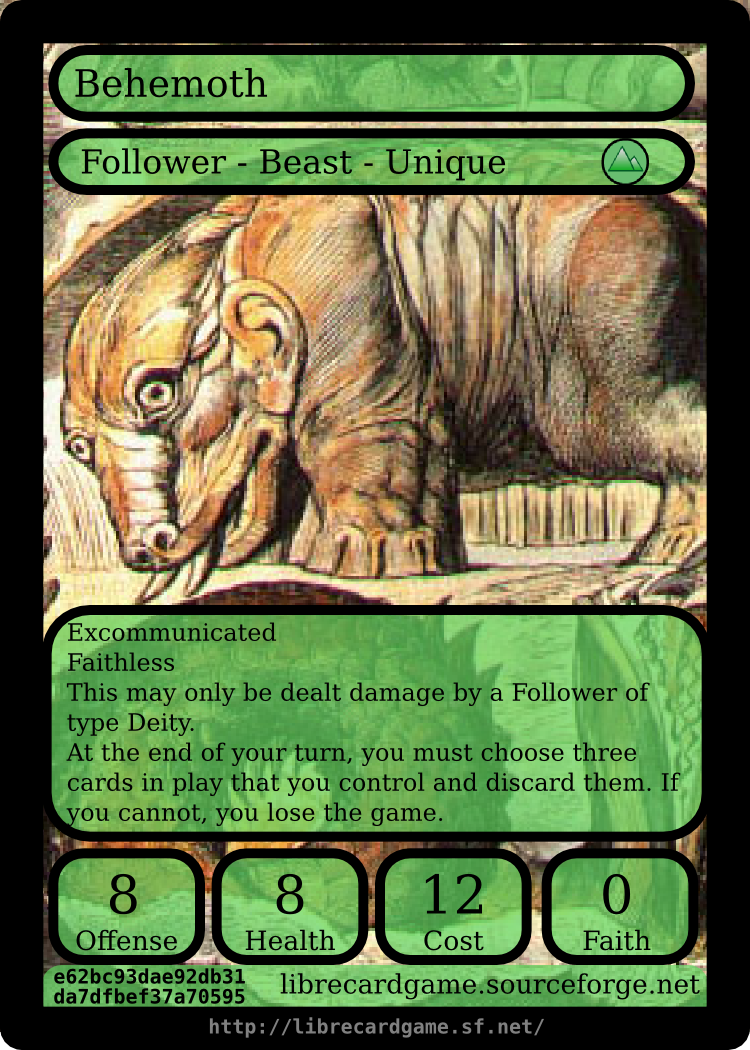 Behemoth
Follower - Beast - Unique
Excommunicated
Faithless
This may only be dealt damage by a Follower of
type Deity.
At the end of your turn, you must choose three
cards in play that you control and discard them. If
you cannot, you lose the game.
8 8 12 0
Offense Health Cost Faith
e62bc93dae92db31
da7dfbef37a70595
librecardgame.sourceforge.net
http://librecardgame.sf.net/